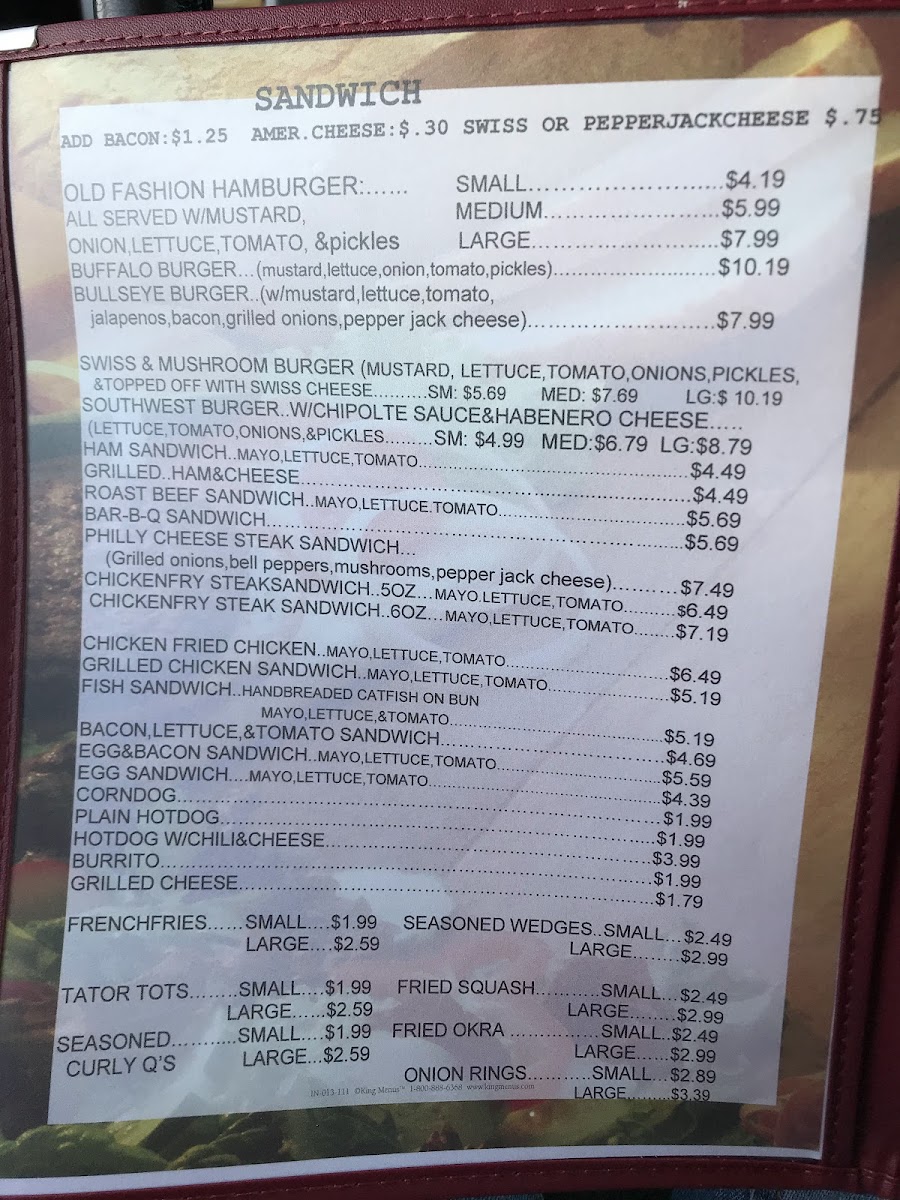 SANDWICH
ADD BACON:$1.25 AMER.CHEESE:$.30 SWISS OR PEPPERJACKCHEESE $.75
OLD FASHION HAMBURGER:...... SMALL..........................$4.19
ALL SERVED W/MUSTARD, MEDIUM........................$5.99
ONION,LETTUCE,TOMATO, &pickles LARGE..........................$7.99
BUFFALO BURGER...(mustard,lettuce,onion,tomato,pickles)......................$10.19
BULLSEYE BURGER..(w/mustard,lettuce,tomato,
jalapenos,bacon,grilled onions,pepper jack cheese)..........................$7.99
SWISS & MUSHROOM BURGER (MUSTARD, LETTUCE,TOMATO,ONIONS,PICKLES,
&TOPPED OFF WITH SWISS CHEESE..........SM: $5.69 MED: $7.69 LG:$ 10.19
SOUTHWEST BURGER..W/CHIPOLTE SAUCE&HABENERO CHEESE.....
(LETTUCE,TOMATO,ONIONS,&PICKLES.........SM: $4.99 MED:$6.79 LG:$8.79
HAM SANDWICH..MAYO,LETTUCE,TOMATO..........................................$4.49
GRILLED..HAM&CHEESE..............................................................$4.49
ROAST BEEF SANDWICH..MAYO,LETTUCE.TOMATO..............................$5.69
BAR-B-Q SANDWICH..................................................................$5.69
PHILLY CHEESE STEAK SANDWICH...
(Grilled onions,bell peppers,mushrooms,pepper jack cheese)..........$7.49
CHICKENFRY STEAKSANDWICH..5OZ...MAYO.LETTUCE,TOMATO.........$6.49
CHICKENFRY STEAK SANDWICH..6OZ...MAYO,LETTUCE,TOMATO.......$7.19
CHICKEN FRIED CHICKEN..MAYO,LETTUCE,TOMATO..........................$6.49
GRILLED CHICKEN SANDWICH..MAYO,LETTUCE,TOMATO...................$5.19
FISH SANDWICH..HANDBREADED CATFISH ON BUN
MAYO,LETTUCE,&TOMATO..................................$5.19
BACON,LETTUCE,&TOMATO SANDWICH....................................$4.69
EGG&BACON SANDWICH..MAYO,LETTUCE,TOMATO..........................$5.59
EGG SANDWICH....MAYO,LETTUCE,TOMATO....................................$4.39
CORNDOG..............................................................................$1.99
PLAIN HOTDOG.......................................................................$1.99
HOTDOG W/CHILI&CHEESE.....................................................$3.99
BURRITO..............................................................................$1.99
GRILLED CHEESE....................................................................$1.79
FRENCHFRIES......SMALL....$1.99 SEASONED WEDGES..SMALL...$2.49
LARGE....$2.59 LARGE........$2.99
TATOR TOTS........SMALL....$1.99 FRIED SQUASH...........SMALL...$2.49
LARGE.....$2.59 LARGE........$2.99
SEASONED..........SMALL....$1.99 FRIED OKRA ...............SMALL..$2.49
CURLY Q'S LARGE...$2.59 LARGE......$2.99
ONION RINGS...........SMALL...$2.89
IN-013 111 ©King Menus™ 1-800-888-6368 www.kingmenus.com
LARGE..........$3.39